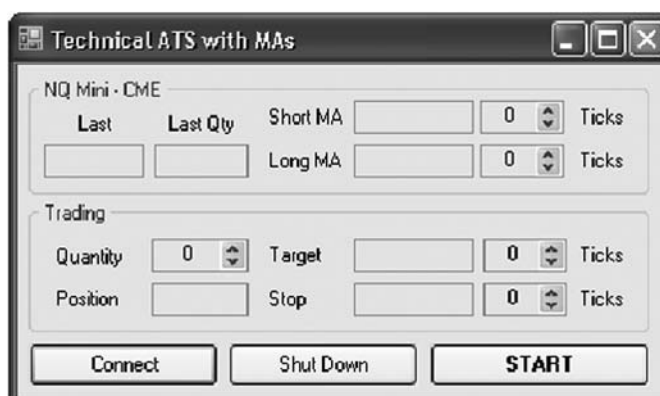 Technical ATS with MAs
NQ Mini - CME
Last Last Qty Short MA 0 Ticks
Long MA 0 Ticks
Trading
Quantity 0 Target 0 Ticks
Position Stop 0 Ticks
Connect Shut Down START